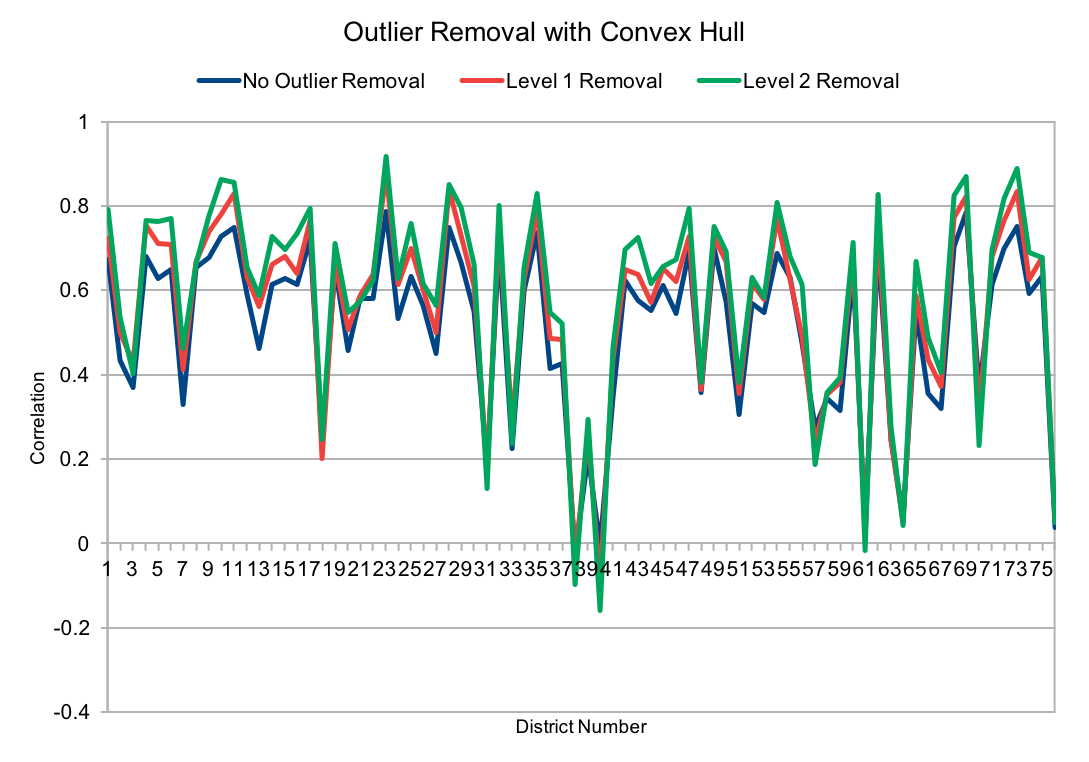 Outlier Removal with Convex Hull
No Outlier Removal Level 1 Removal Level 2 Removal
1
0.8
0.6
0.4
0.2
0
-0.2
-0.4
Correlation
1 3 5 7 9 11 13 15 17 19 21 23 25 27 29 31 33 35 37 39 41 43 45 47 49 51 53 55 57 59 61 63 65 67 69 71 73 75
District Number